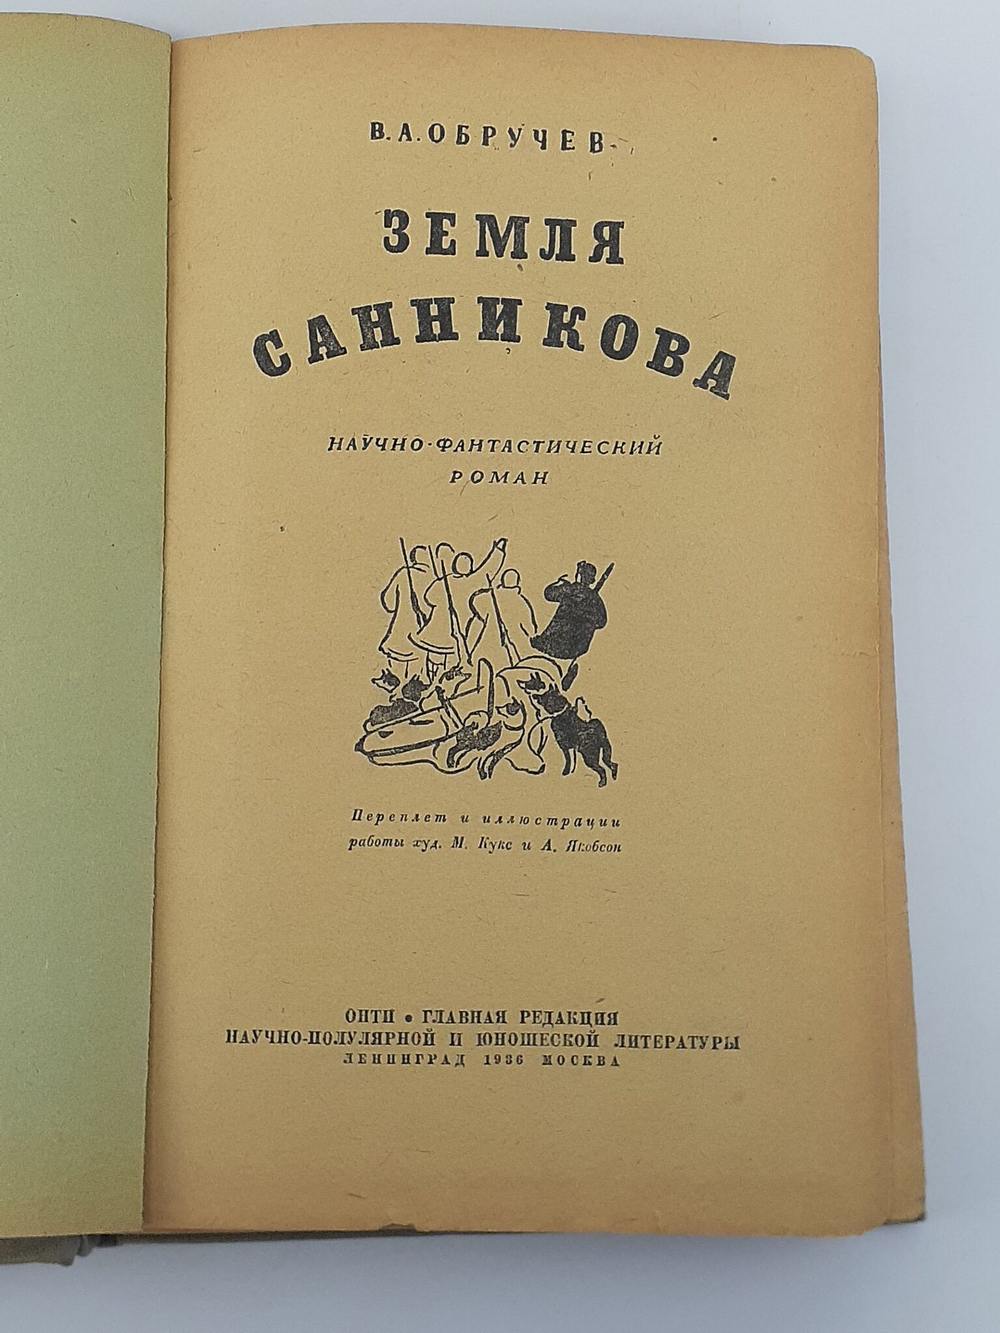 В. А. ОБРУЧЕВ
ЗЕМЛЯ
САННИКОВА
НАУЧНО-ФАНТАСТИЧЕСКИЙ
РОМАН
Переплет и иллюстрации
работы худ. М. Кукс и А. Якобсон
ОНТИ • ГЛАВНАЯ РЕДАКЦИЯ
НАУЧНО-ПОПУЛЯРНОЙ И ЮНОШЕСКОЙ ЛИТЕРАТУРЫ
ЛЕНИНГРАД 1936 МОСКВА